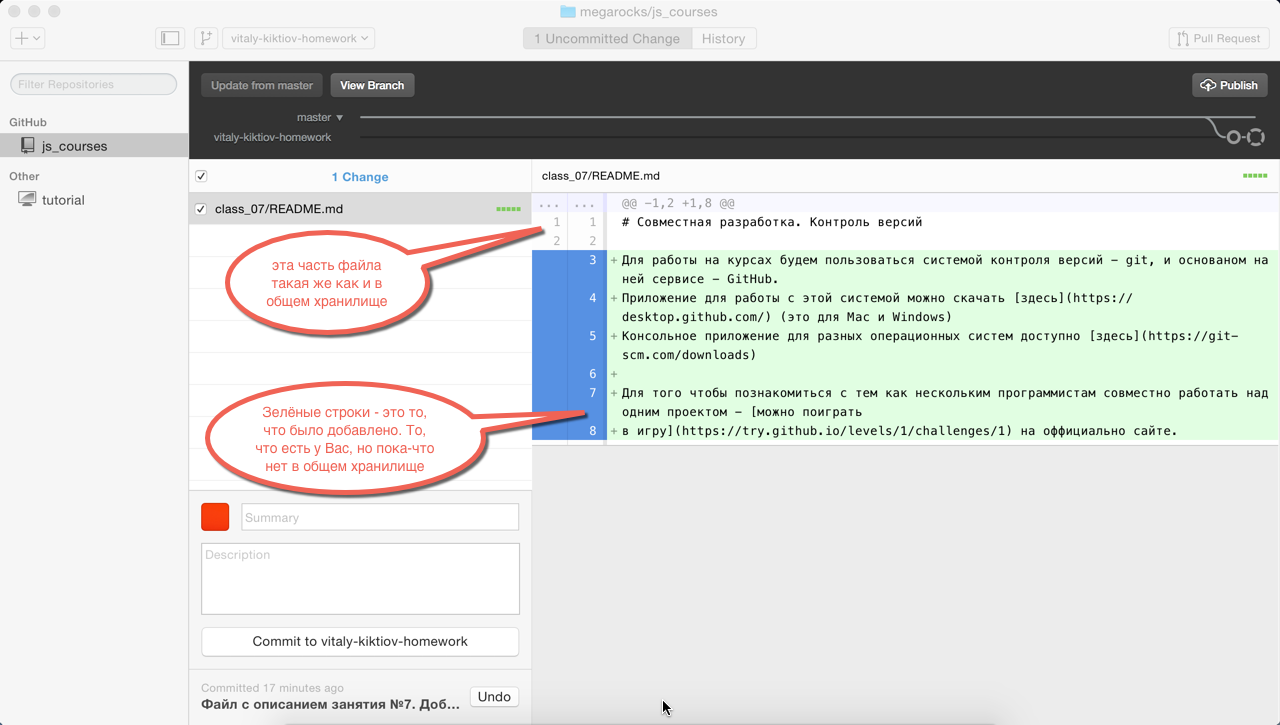 megarocks/js_courses
vitaly-kiktiov-homework
1 Uncommitted Change
History
Pull Request
Filter Repositories
GitHub
js_courses
Other
tutorial
Update from master
View Branch
Publish
master
vitaly-kiktiov-homework
1 Change
class_07/README.md
class_07/README.md
... ... @@ -1,2 +1,8 @@
1 1 # Совместная разработка. Контроль версий
2 2
3 +Для работы на курсах будем пользоваться системой контроля версий - git, и основаном на
ней сервисе - GitHub.
4 +Приложение для работы с этой системой можно скачать [здесь](https://
desktop.github.com/) (это для Mac и Windows)
5 +Консольное приложение для разных операционных систем доступно [здесь](https://git-
scm.com/downloads)
6 +
7 +Для того чтобы познакомиться с тем как нескольким программистам совместно работать над
одним проектом - [можно поиграть
8 +в игру](https://try.github.io/levels/1/challenges/1) на оффициально сайте.
эта часть файла
такая же как и в
общем хранилище
Зелёные строки - это то,
что было добавлено. То,
что есть у Вас, но пока-что
нет в общем хранилище
Summary
Description
Commit to vitaly-kiktiov-homework
Committed 17 minutes ago
Файл с описанием занятия №7. Доб...
Undo